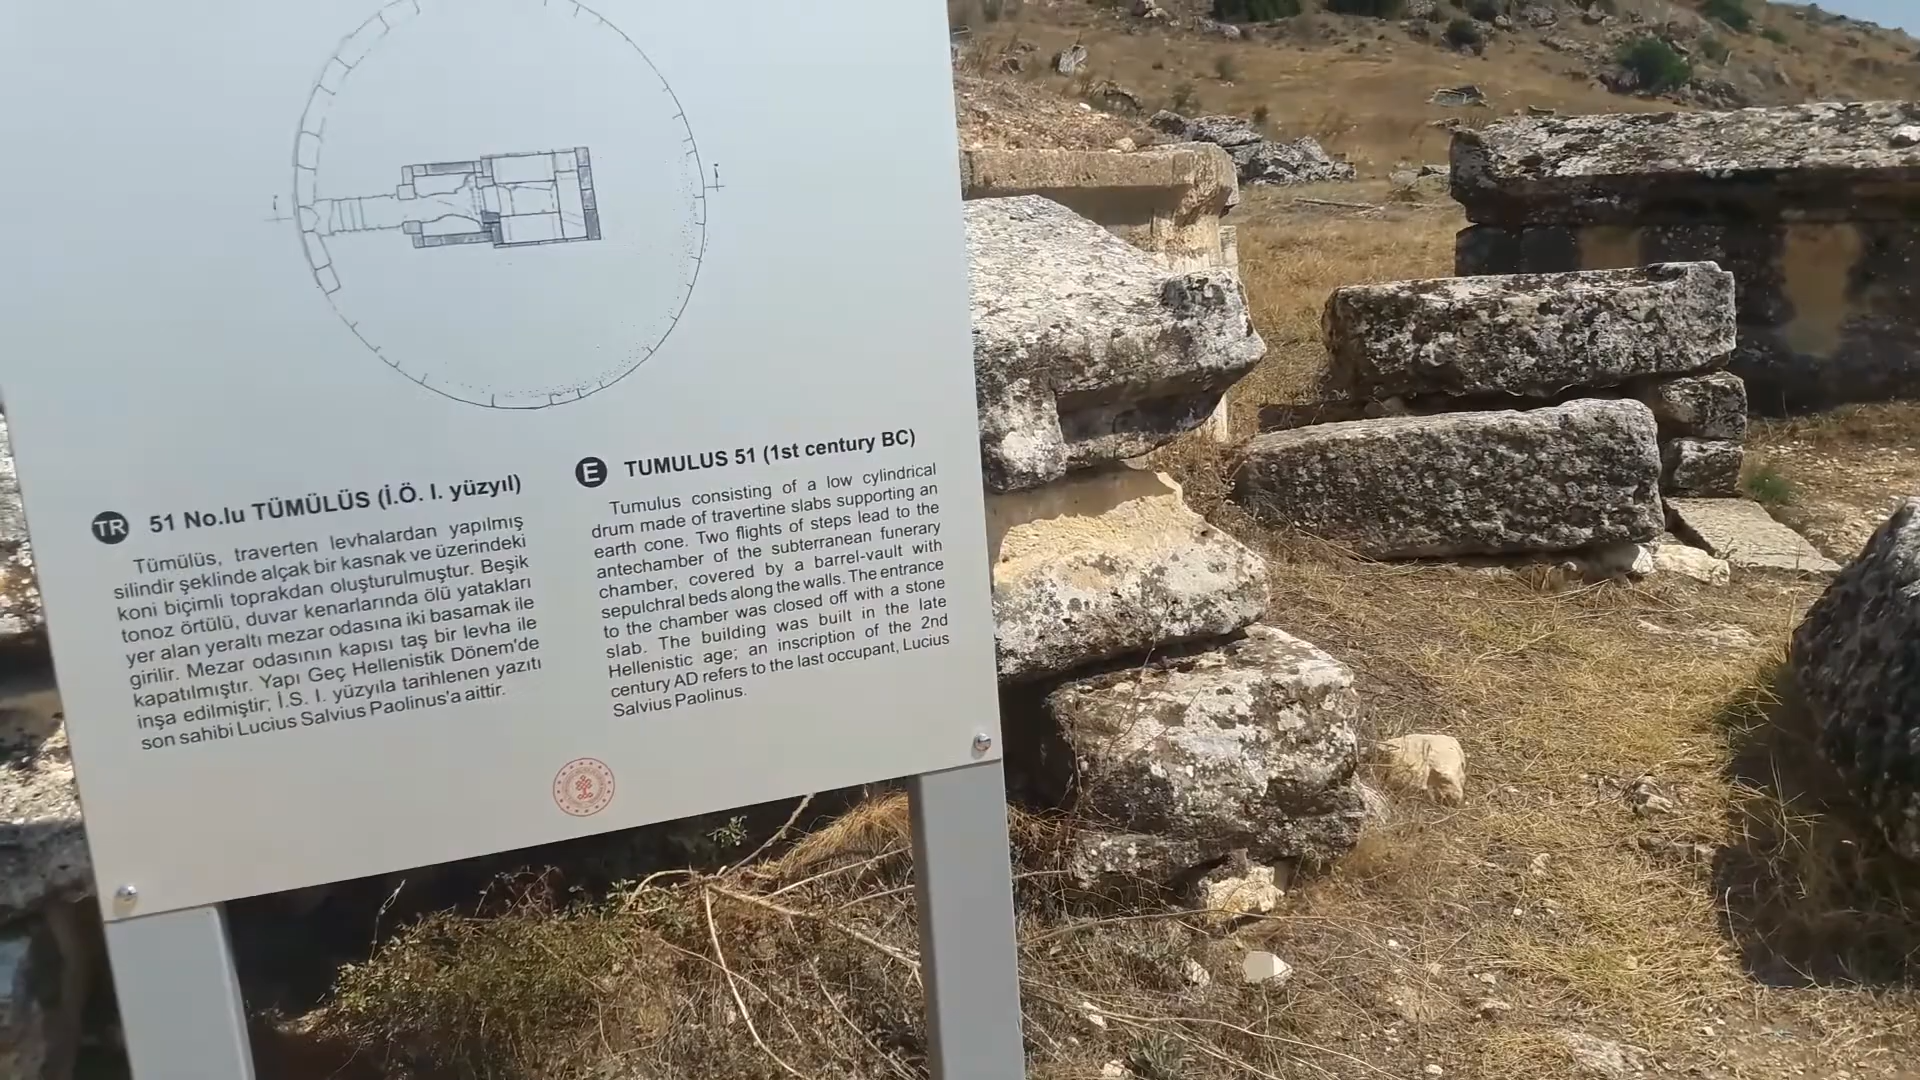 TR 51 No.lu TÜMÜLÜS (İ.Ö. I. yüzyıl)
Tümülüs, traverten levhalardan yapılmış
silindir şeklinde alçak bir kasnak ve üzerindeki
koni biçimli toprakdan oluşturulmuştur. Beşik
tonoz örtülü, duvar kenarlarında ölü yatakları
yer alan yeraltı mezar odasına iki basamak ile
girilir. Mezar odasının kapısı taş bir levha ile
kapatılmıştır. Yapı Geç Hellenistik Dönem'de
inşa edilmiştir; İ.S. I. yüzyıla tarihlenen yazıtı
son sahibi Lucius Salvius Paolinus'a aittir.
E TUMULUS 51 (1st century BC)
Tumulus consisting of a low cylindrical
drum made of travertine slabs supporting an
earth cone. Two flights of steps lead to the
antechamber of the subterranean funerary
chamber, covered by a barrel-vault with
sepulchral beds along the walls. The entrance
to the chamber was closed off with a stone
slab. The building was built in the late
Hellenistic age; an inscription of the 2nd
century AD refers to the last occupant, Lucius
Salvius Paolinus.